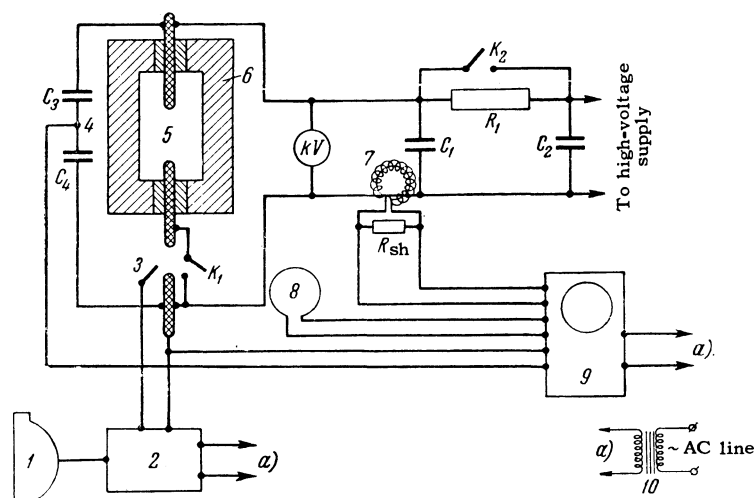 K₂
6
C₃
4
5
kV
R₁
C₁
C₂
To high-voltage
supply
7
C₄
3
K₁
R_sh
8
a).
9
1
2
a)
a)
~ AC line
10